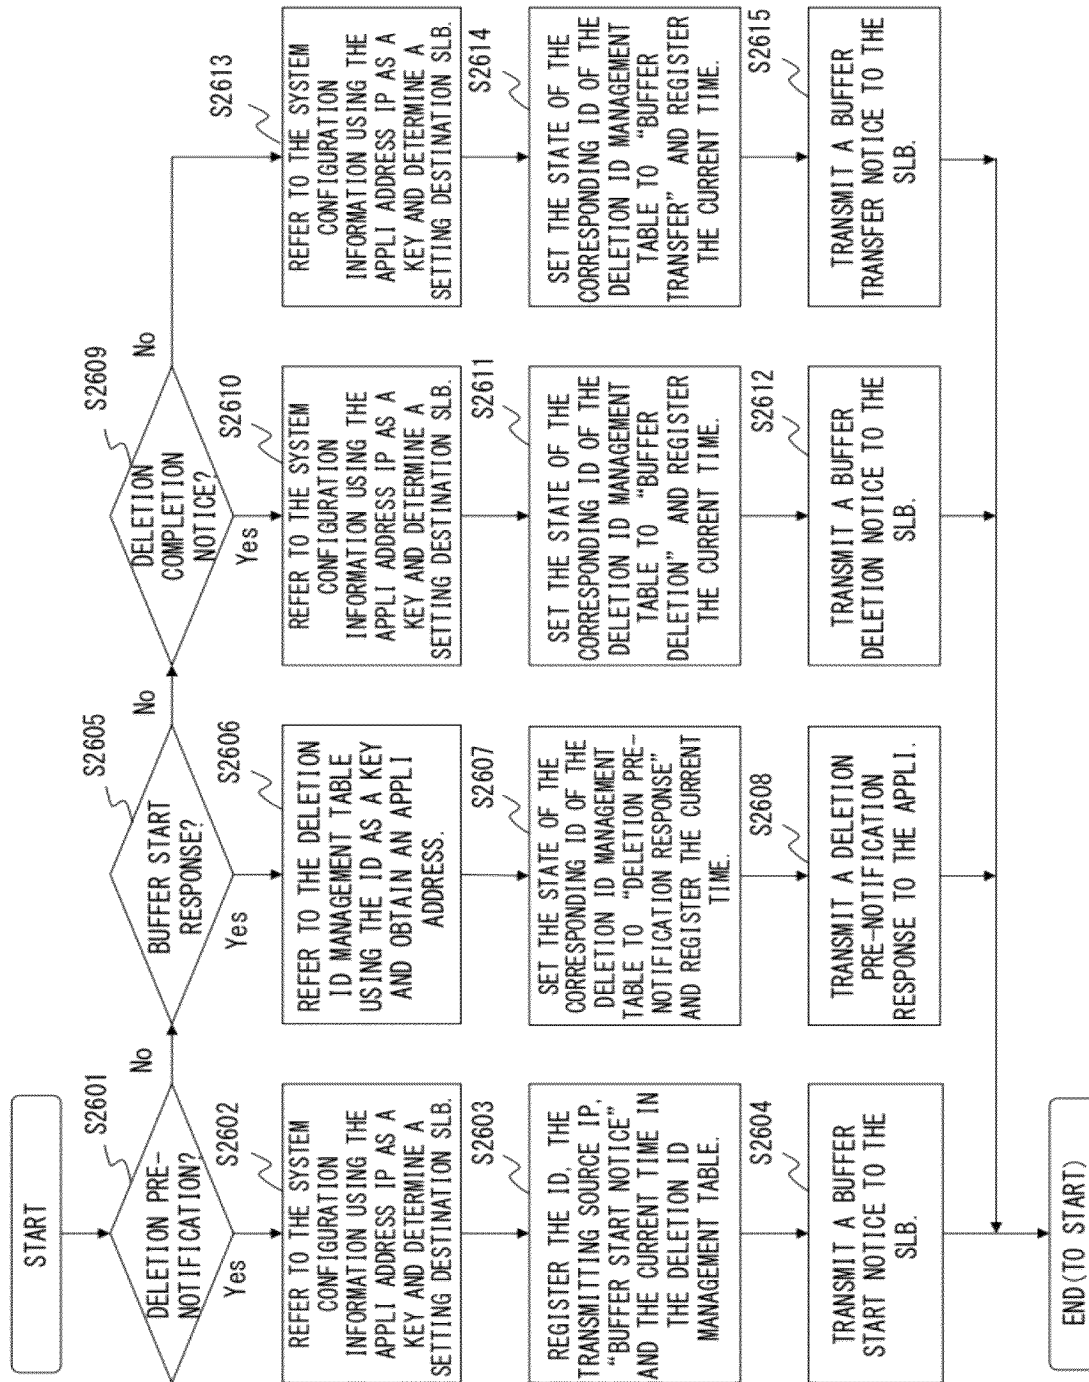 START
S2601
DELETION PRE-
NOTIFICATION?
No
Yes
S2602
REFER TO THE SYSTEM
CONFIGURATION
INFORMATION USING THE
APPLI ADDRESS IP AS A
KEY AND DETERMINE A
SETTING DESTINATION SLB.
S2603
REGISTER THE ID, THE
TRANSMITTING SOURCE IP,
“BUFFER START NOTICE”
AND THE CURRENT TIME IN
THE DELETION ID
MANAGEMENT TABLE.
S2604
TRANSMIT A BUFFER
START NOTICE TO THE
SLB.
S2605
BUFFER START
RESPONSE?
No
Yes
S2606
REFER TO THE DELETION
ID MANAGEMENT TABLE
USING THE ID AS A KEY
AND OBTAIN AN APPLI
ADDRESS.
S2607
SET THE STATE OF THE
CORRESPONDING ID OF THE
DELETION ID MANAGEMENT
TABLE TO “DELETION PRE-
NOTIFICATION RESPONSE”
AND REGISTER THE CURRENT
TIME.
S2608
TRANSMIT A DELETION
PRE-NOTIFICATION
RESPONSE TO THE APPLI.
S2609
DELETION
COMPLETION
NOTICE?
No
Yes
S2610
REFER TO THE SYSTEM
CONFIGURATION
INFORMATION USING THE
APPLI ADDRESS IP AS A
KEY AND DETERMINE A
SETTING DESTINATION SLB.
S2611
SET THE STATE OF THE
CORRESPONDING ID OF THE
DELETION ID MANAGEMENT
TABLE TO “BUFFER
DELETION” AND REGISTER
THE CURRENT TIME.
S2612
TRANSMIT A BUFFER
DELETION NOTICE TO THE
SLB.
S2613
REFER TO THE SYSTEM
CONFIGURATION
INFORMATION USING THE
APPLI ADDRESS IP AS A
KEY AND DETERMINE A
SETTING DESTINATION SLB.
S2614
SET THE STATE OF THE
CORRESPONDING ID OF THE
DELETION ID MANAGEMENT
TABLE TO “BUFFER
TRANSFER” AND REGISTER
THE CURRENT TIME.
S2615
TRANSMIT A BUFFER
TRANSFER NOTICE TO THE
SLB.
END(TO START)